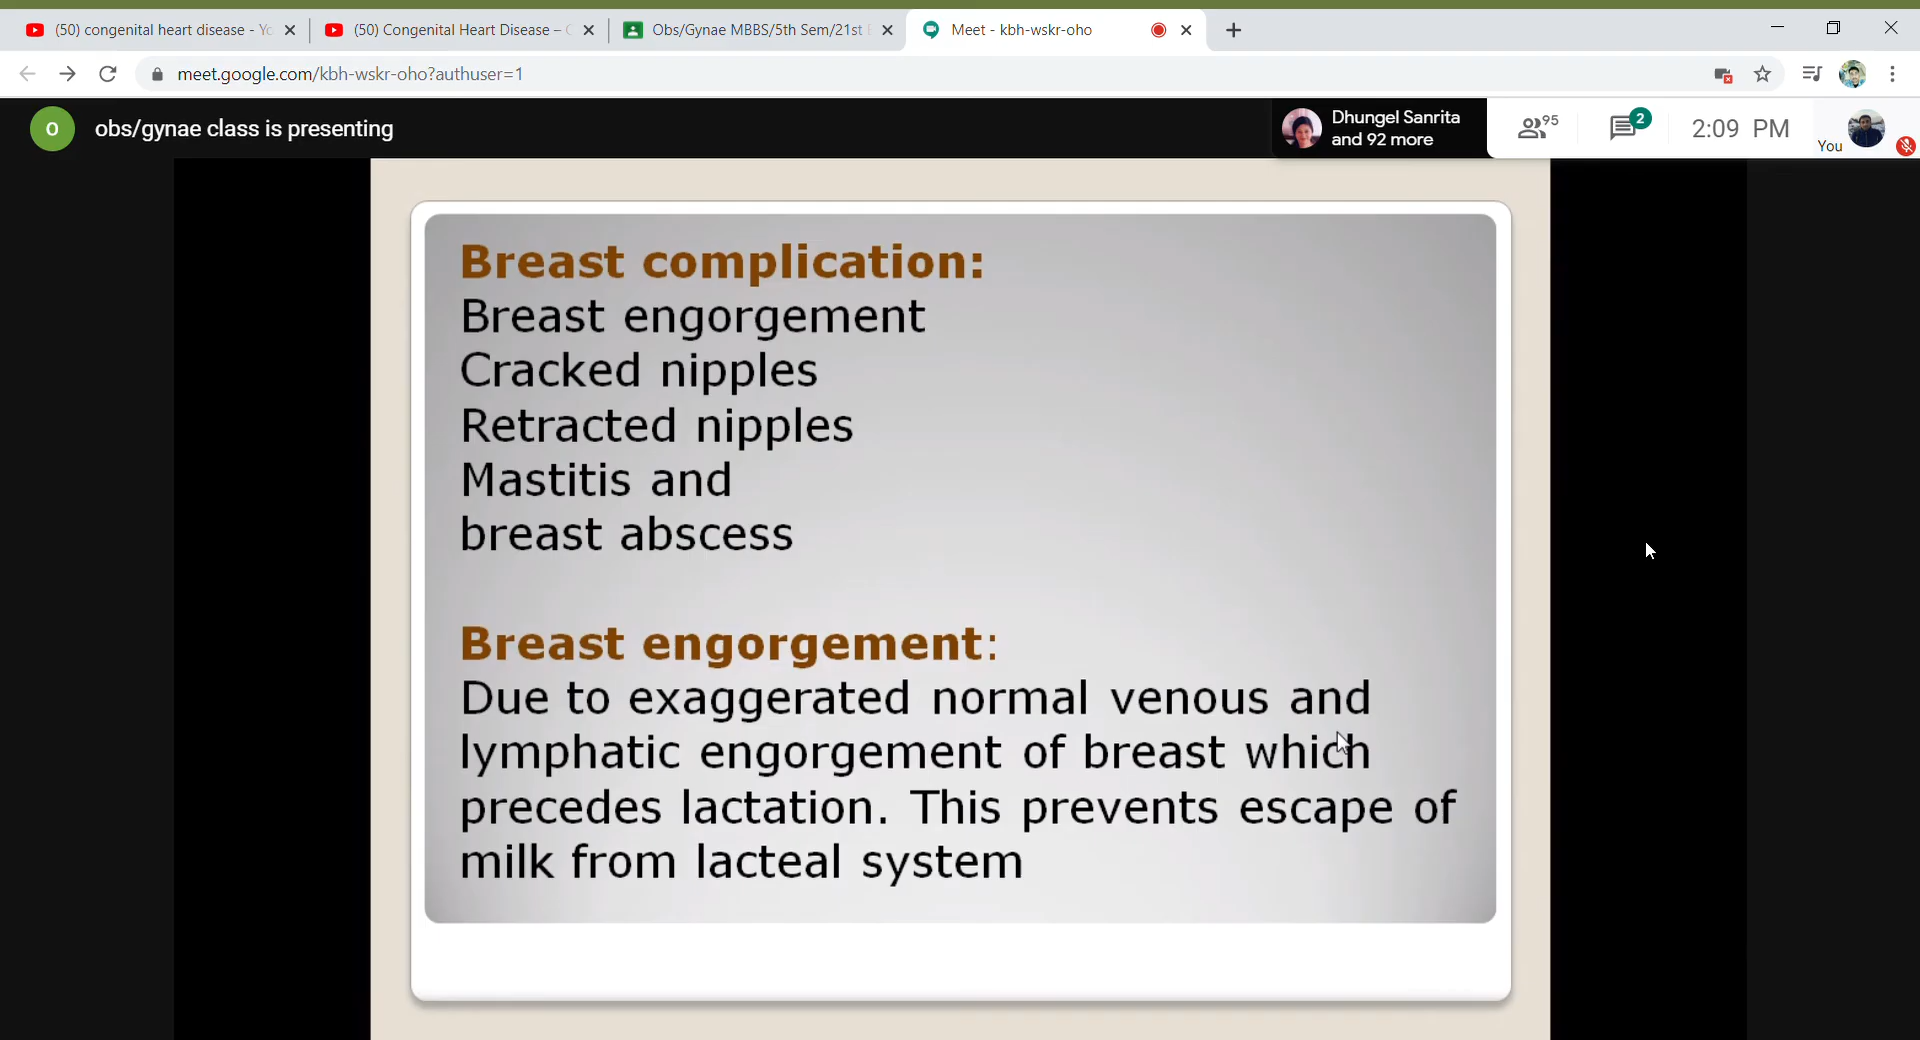 (50) congenital heart disease - Yo
(50) Congenital Heart Disease – C
Obs/Gynae MBBS/5th Sem/21st
Meet - kbh-wskr-oho
meet.google.com/kbh-wskr-oho?authuser=1
O
obs/gynae class is presenting
Dhungel Sanrita
and 92 more
95
2
2:09 PM
You
Breast complication:
Breast engorgement
Cracked nipples
Retracted nipples
Mastitis and
breast abscess
Breast engorgement:
Due to exaggerated normal venous and
lymphatic engorgement of breast which
precedes lactation. This prevents escape of
milk from lacteal system